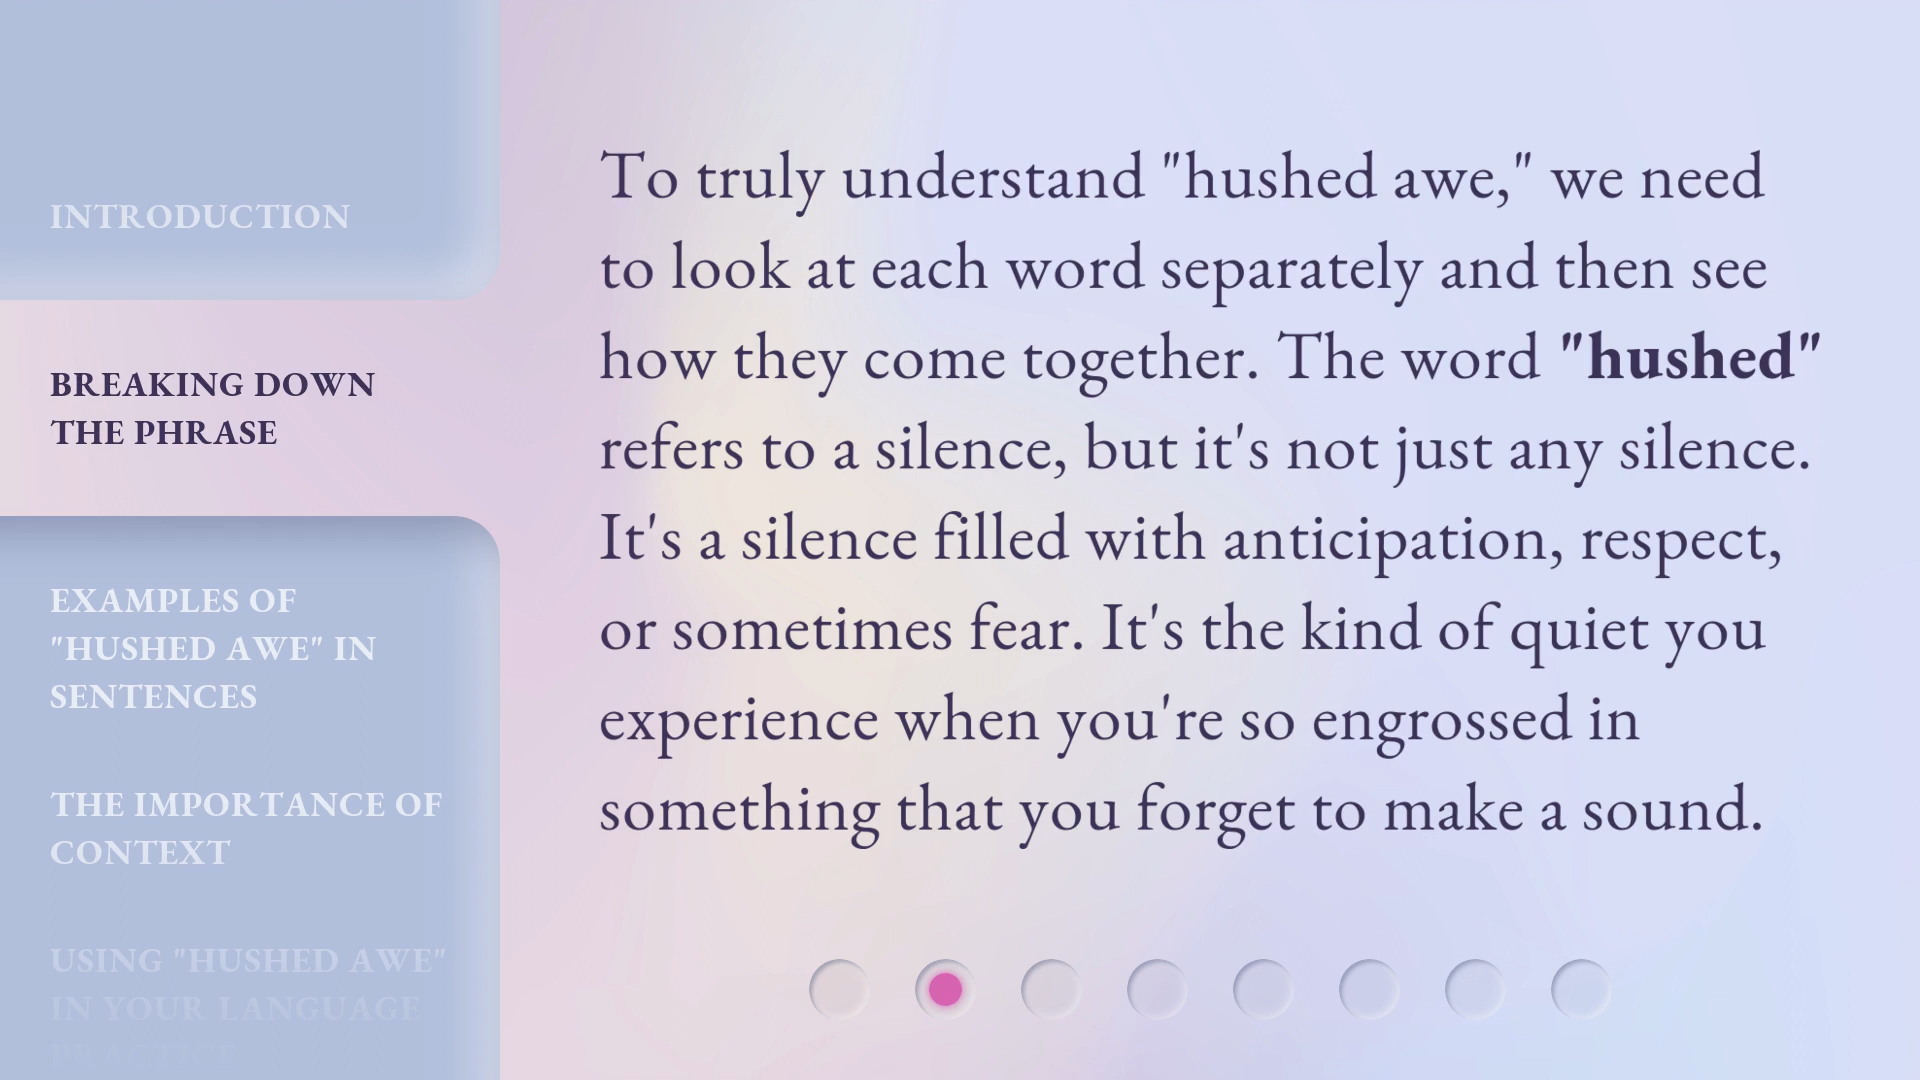 INTRODUCTION
BREAKING DOWN
THE PHRASE
EXAMPLES OF
"HUSHED AWE" IN
SENTENCES
THE IMPORTANCE OF
CONTEXT
USING "HUSHED AWE"
IN YOUR LANGUAGE
PRACTICE
To truly understand "hushed awe," we need
to look at each word separately and then see
how they come together. The word "hushed"
refers to a silence, but it's not just any silence.
It's a silence filled with anticipation, respect,
or sometimes fear. It's the kind of quiet you
experience when you're so engrossed in
something that you forget to make a sound.